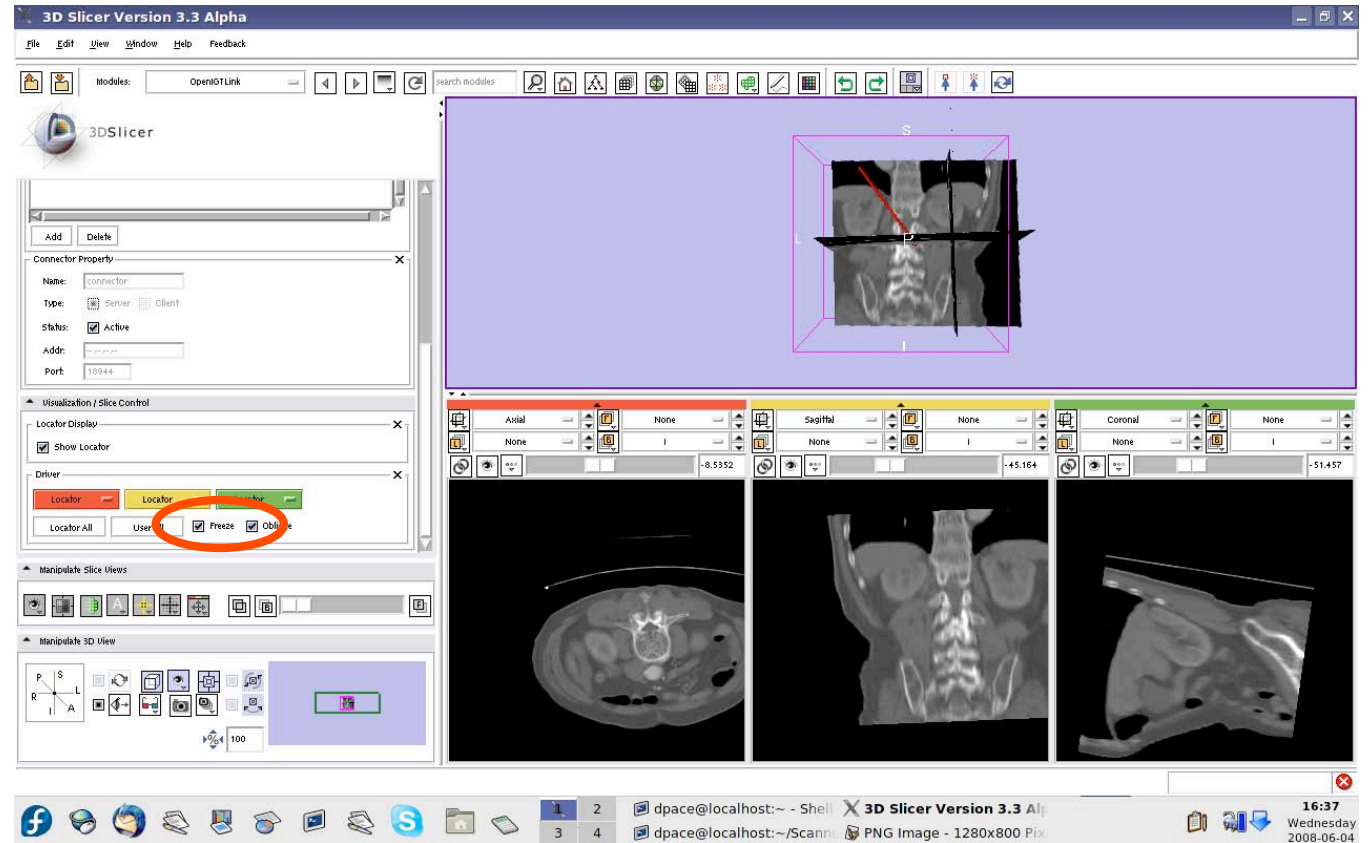 3D Slicer Version 3.3 Alpha
File Edit View Window Help Feedback
Modules: OpenIGTLink search modules
3DSlicer
S
L P
I
Add Delete
Connector Property
Name: connector
Type: Server Client
Status: Active
Addr: --.--.--.--
Port: 18944
Visualization / Slice Control
Locator Display
Show Locator
Driver
Locator Locator Locator
Locator All Freeze
Manipulate Slice Views
Manipulate 3D View
P S
R L
I A
100
Axial None
None I
-8.5352
Sagittal None
None I
-45.164
Coronal None
None I
-51.457
1 2
3 4
dpace@localhost:~ - Shell
3D Slicer Version 3.3 Al
dpace@localhost:~/Scann
PNG Image - 1280x800 Pix
16:37
Wednesday
2008-06-04